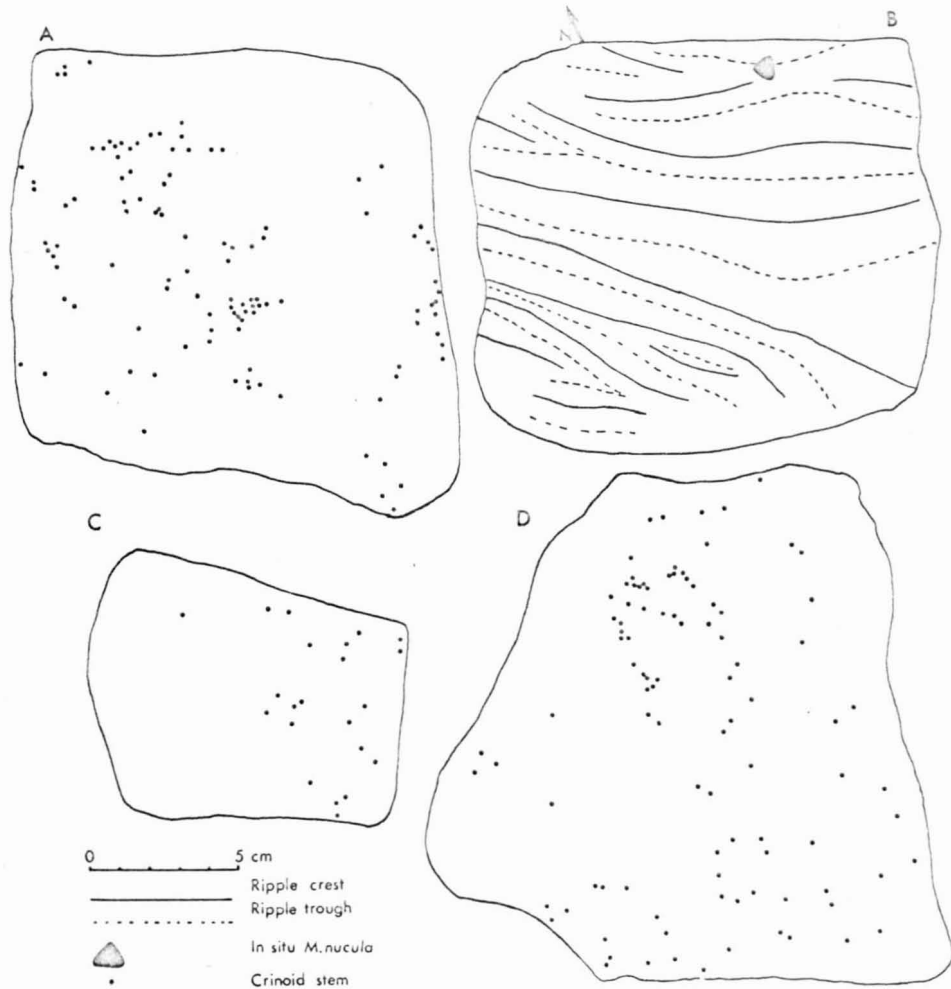 A
B
N
C
D
0 5 cm
Ripple crest
Ripple trough
In situ M.nucula
Crinoid stem